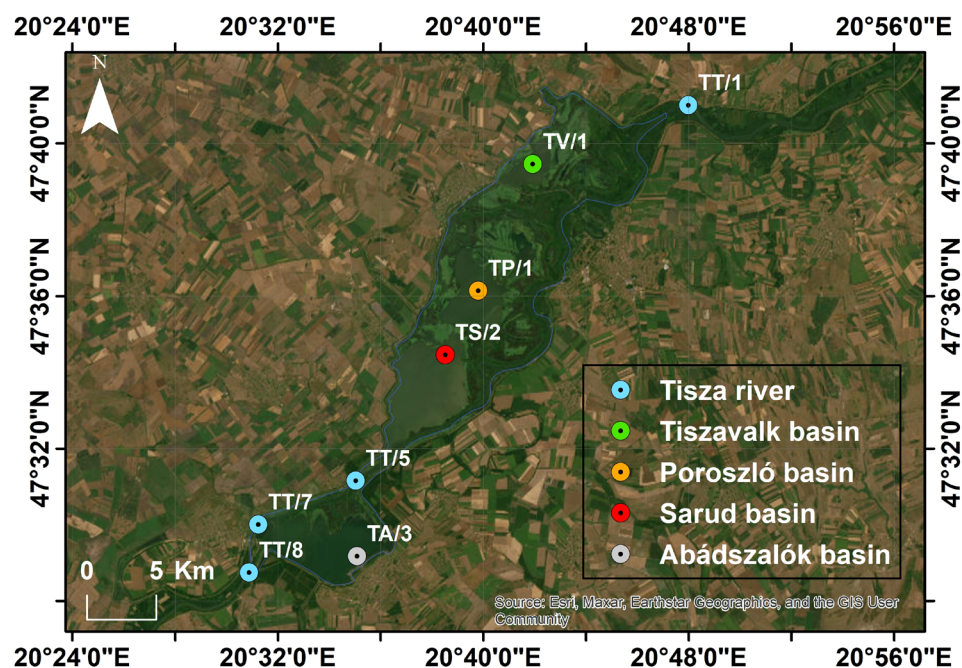 20°24'0"E 20°32'0"E 20°40'0"E 20°48'0"E 20°56'0"E
N
TT/1
47°40'0"N 47°40'0"N
TV/1
TP/1
47°36'0"N 47°36'0"N
TS/2
Tisza river
Tiszavalk basin
47°32'0"N 47°32'0"N
TT/5
Poroszló basin
TT/7
Sarud basin
TA/3
TT/8
Abádszalók basin
0 5 Km
Source: Esri, Maxar, Earthstar Geographics, and the GIS User
Community
20°24'0"E 20°32'0"E 20°40'0"E 20°48'0"E 20°56'0"E